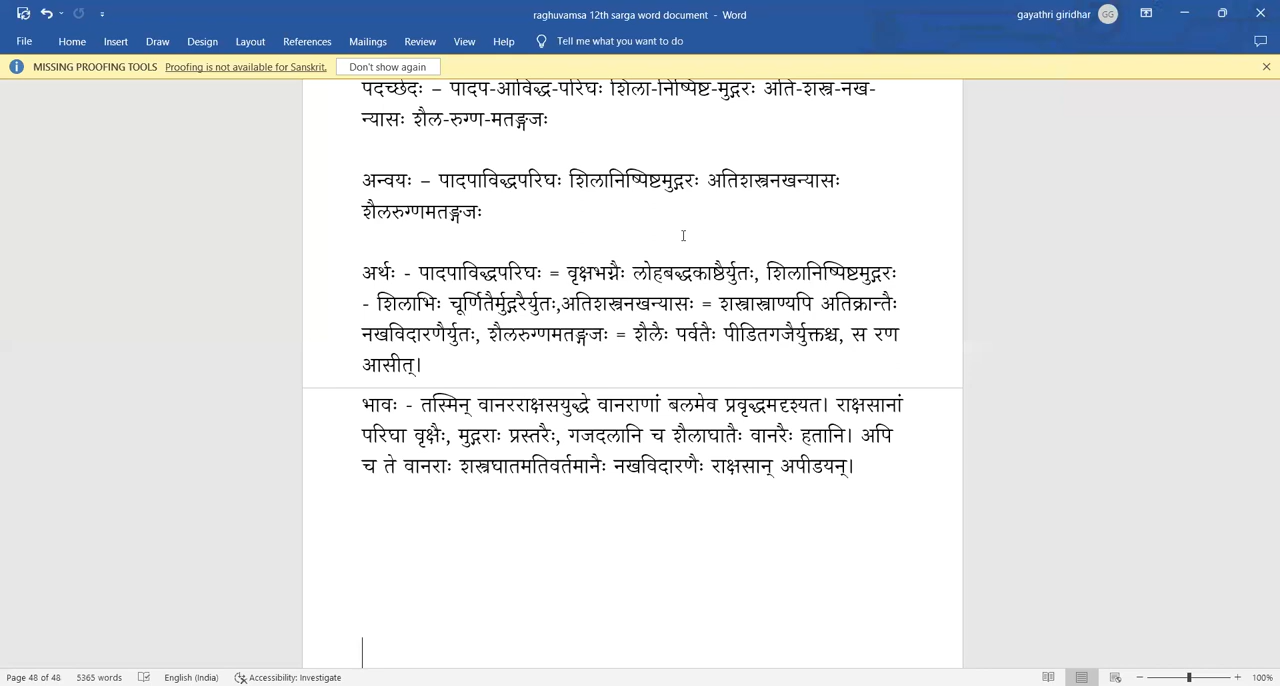 raghuvamsa 12th sarga word document - Word
gayathri giridhar GG
File Home Insert Draw Design Layout References Mailings Review View Help Tell me what you want to do
MISSING PROOFING TOOLS Proofing is not available for Sanskrit. Don't show again
पदच्छेदः – पादप-आविद्ध-परिघः शिला-निष्पिष्ट-मुद्गरः अति-शस्त्र-नख-
न्यासः शैल-रुग्ण-मतङ्गजः
अन्वयः – पादपाविद्धपरिघः शिलानिष्पिष्टमुद्गरः अतिशस्त्रनखन्यासः
शैलरुग्णमतङ्गजः
अर्थः - पादपाविद्धपरिघः = वृक्षभग्नैः लोहबद्धकाष्ठैर्युतः, शिलानिष्पिष्टमुद्गरः
- शिलाभिः चूर्णितैर्मुद्गरैर्युतः,अतिशस्त्रनखन्यासः = शस्त्रास्त्राण्यपि अतिक्रान्तैः
नखविदारणैर्युतः, शैलरुग्णमतङ्गजः = शैलैः पर्वतैः पीडितगजैर्युक्तश्च, स रण
आसीत्।
भावः - तस्मिन् वानरराक्षसयुद्धे वानराणां बलमेव प्रवृद्धमदृश्यत। राक्षसानां
परिघा वृक्षैः, मुद्गराः प्रस्तरैः, गजदलानि च शैलाघातैः वानरैः हतानि। अपि
च ते वानराः शस्त्रघातमतिवर्तमानैः नखविदारणैः राक्षसान् अपीडयन्।
Page 48 of 48 5365 words English (India) Accessibility: Investigate 100%